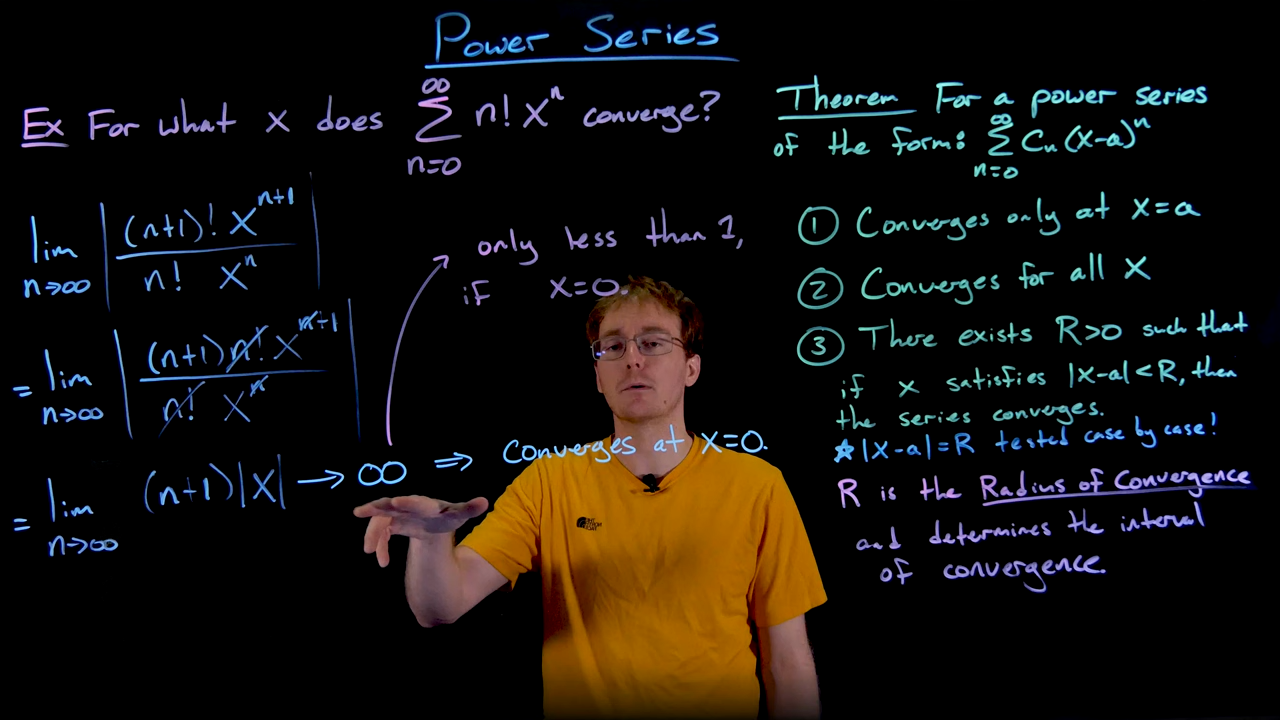 Power Series
Ex For what x does ∑_{n=0}^{∞} n! x^n converge?
lim_{n→∞} | (n+1)! x^{n+1} / n! x^n |
= lim_{n→∞} | (n+1) n! x^{n+1} / n! x^n |
= lim_{n→∞} (n+1)|x| → ∞ ⇒ Converges at x=0.
only less than 1,
if x=0.
Theorem For a power series
of the form: ∑_{n=0}^{∞} C_n (x-a)^n
① Converges only at x=a
② Converges for all x
③ There exists R>0 such that
if x satisfies |x-a|<R, then
the series converges.
☆ |x-a|=R tested case by case!
R is the Radius of Convergence
and determines the interval
of convergence.
THE NORTH FACE